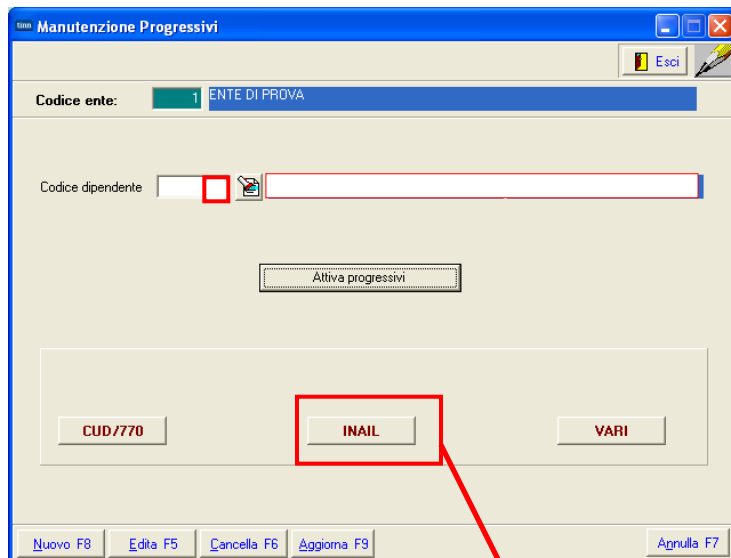 tinn Manutenzione Progressivi
Esci
Codice ente: 1 ENTE DI PROVA
Codice dipendente
Attiva progressivi
CUD/770 INAIL VARI
Nuovo F8 Edita F5 Cancella F6 Aggiorna F9 Annulla F7